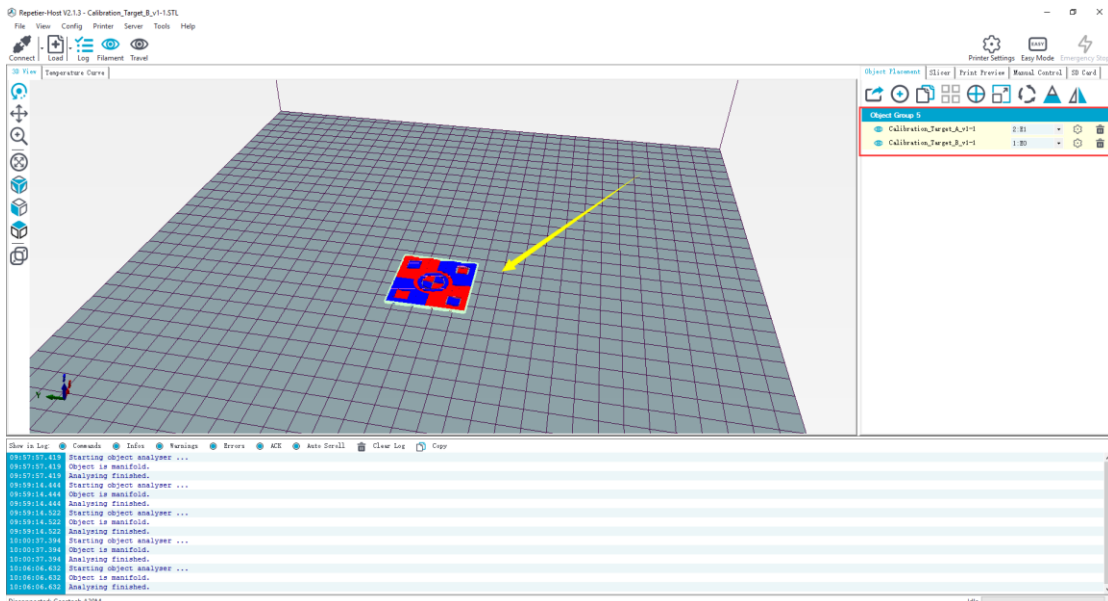 Repetier-Host V2.1.3 - Calibration_Target_B_v1-1.STL
File View Config Printer Server Tools Help
Connect Load Log Filament Travel
Printer Settings Easy Mode Emergency Stop
EASY
3D View Temperature Curve
Object Placement Slicer Print Preview Manual Control SD Card
Object Group 5
Calibration_Target_A_v1-1 2:E1
Calibration_Target_B_v1-1 1:E0
Y
Show in Log: Commands Infos Warnings Errors ACK Auto Scroll Clear Log Copy
09:57:57.419 Starting object analyser ...
09:57:57.419 Object is manifold.
09:57:57.419 Analysing finished.
09:59:14.444 Starting object analyser ...
09:59:14.444 Object is manifold.
09:59:14.444 Analysing finished.
09:59:14.522 Starting object analyser ...
09:59:14.522 Object is manifold.
09:59:14.522 Analysing finished.
10:00:37.394 Starting object analyser ...
10:00:37.394 Object is manifold.
10:00:37.394 Analysing finished.
10:06:06.632 Starting object analyser ...
10:06:06.632 Object is manifold.
10:06:06.632 Analysing finished.